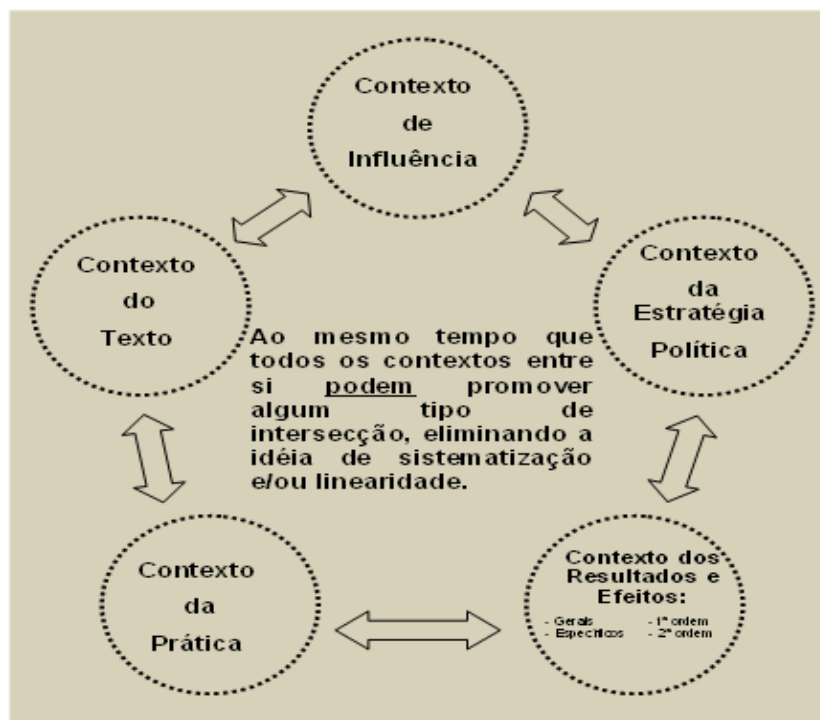 Contexto
de
Influência
Contexto
do
Texto
Contexto
da
Estratégia
Política
Ao mesmo tempo que
todos os contextos entre
si podem promover
algum tipo de
intersecção, eliminando a
idéia de sistematização
e/ou linearidade.
Contexto
da
Prática
Contexto dos
Resultados e
Efeitos:
- Gerais - 1ª ordem
- Específicos - 2ª ordem